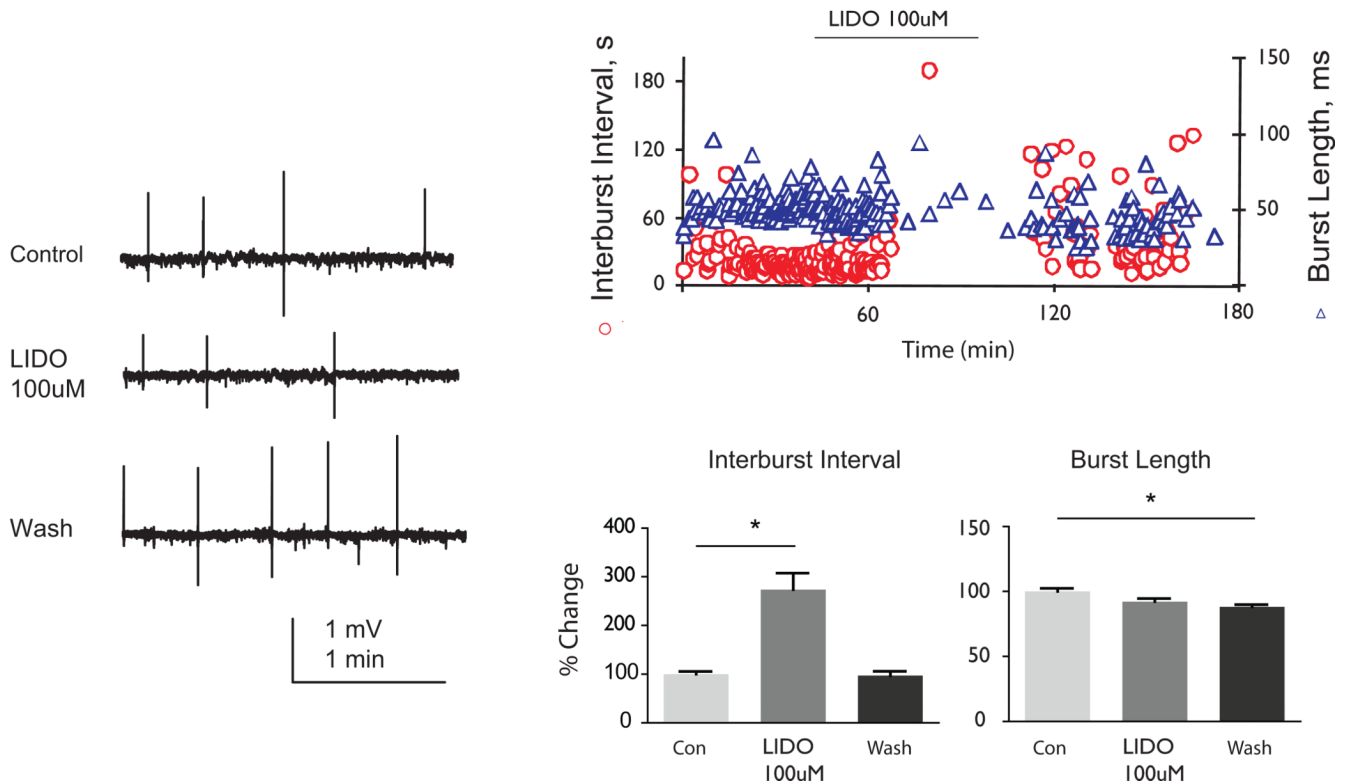 Control
LIDO
100uM
Wash
1 mV
1 min
LIDO 100uM
Interburst Interval, s
180
120
60
0
150
100
50
0
Burst Length, ms
60
120
180
Time (min)
Interburst Interval
% Change
400
300
200
100
0
*
Con
LIDO
100uM
Wash
Burst Length
150
100
50
0
*
Con
LIDO
100uM
Wash